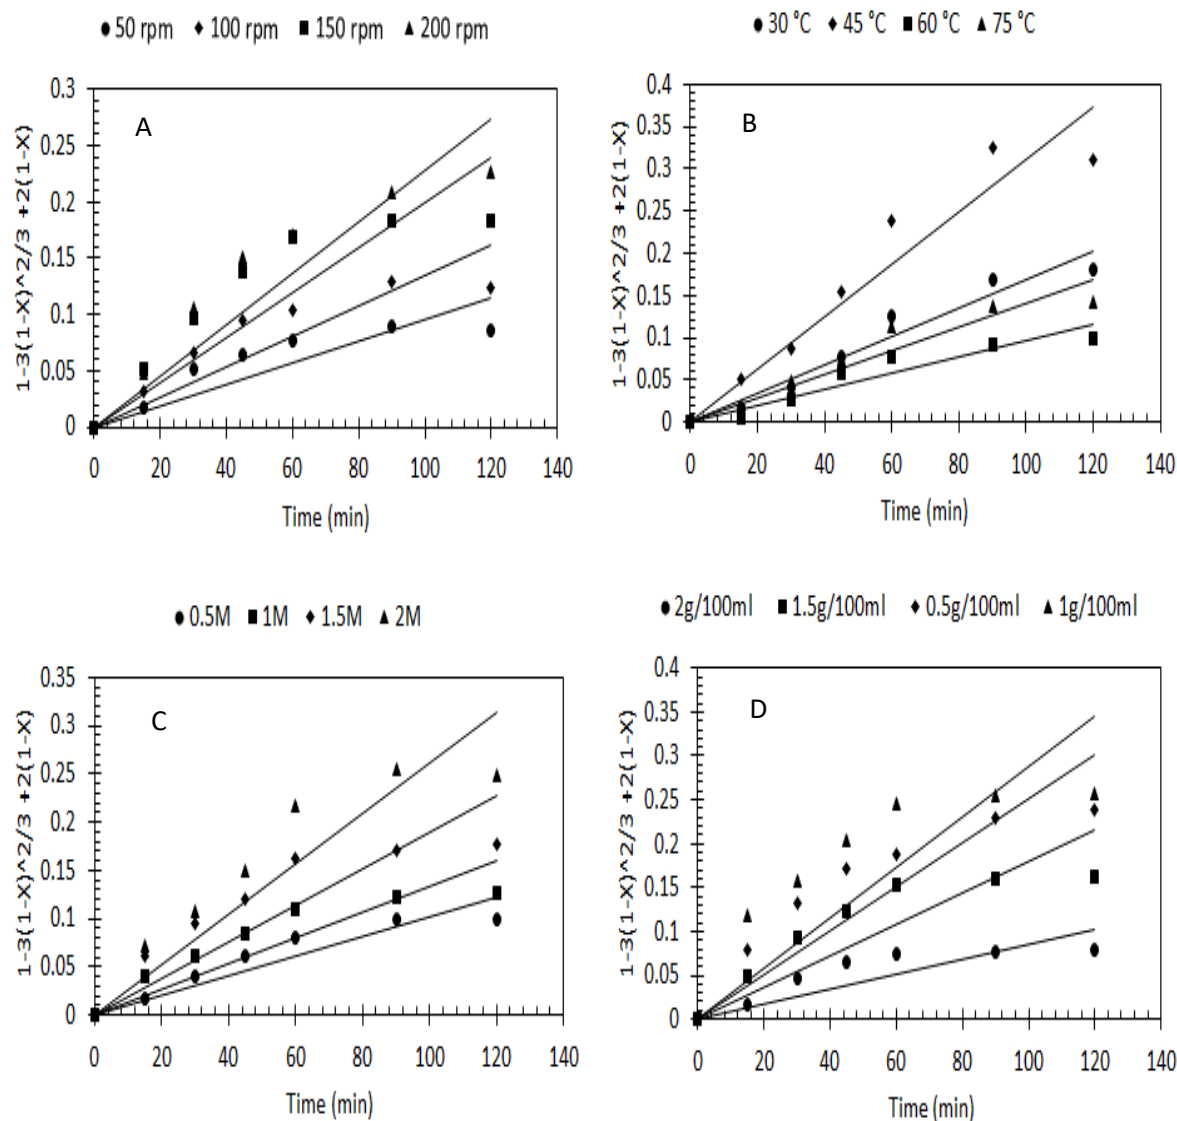 50 rpm 100 rpm 150 rpm 200 rpm
A
1-3(1-X)^2/3 +2(1-X)
0.3
0.25
0.2
0.15
0.1
0.05
0
0 20 40 60 80 100 120 140
Time (min)
30 °C 45 °C 60 °C 75 °C
B
1-3(1-X)^2/3 +2(1-X)
0.4
0.35
0.3
0.25
0.2
0.15
0.1
0.05
0
0 20 40 60 80 100 120 140
Time (min)
0.5M 1M 1.5M 2M
C
1-3(1-X)^2/3 +2(1-X)
0.35
0.3
0.25
0.2
0.15
0.1
0.05
0
0 20 40 60 80 100 120 140
Time (min)
2g/100ml 1.5g/100ml 0.5g/100ml 1g/100ml
D
1-3(1-X)^2/3 +2(1-X)
0.4
0.35
0.3
0.25
0.2
0.15
0.1
0.05
0
0 20 40 60 80 100 120 140
Time (min)